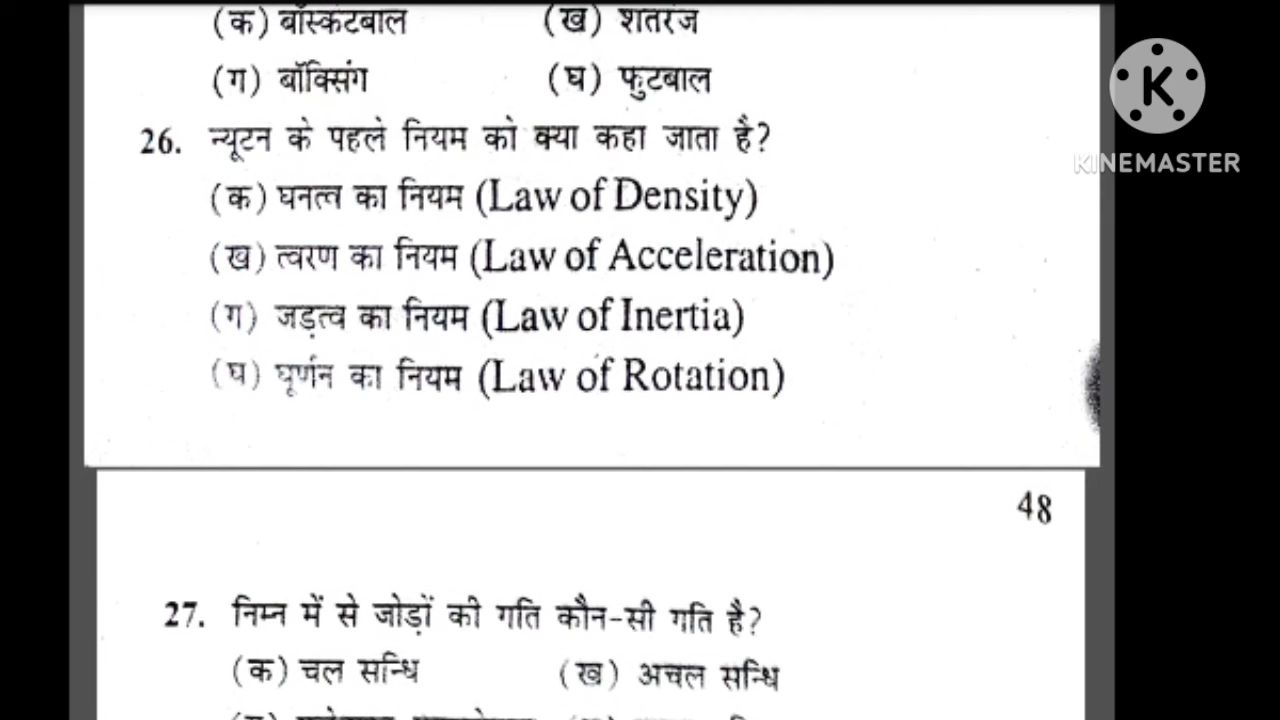 (क) बॉस्कटबाल (ख) शतरंज
(ग) बॉक्सिंग (घ) फुटबाल
KINEMASTER
26. न्यूटन के पहले नियम को क्या कहा जाता है?
(क) घनत्व का नियम (Law of Density)
(ख) त्वरण का नियम (Law of Acceleration)
(ग) जड़त्व का नियम (Law of Inertia)
(घ) घूर्णन का नियम (Law of Rotation)
48
27. निम्न में से जोड़ों की गति कौन-सी गति है?
(क) चल सन्धि (ख) अचल सन्धि